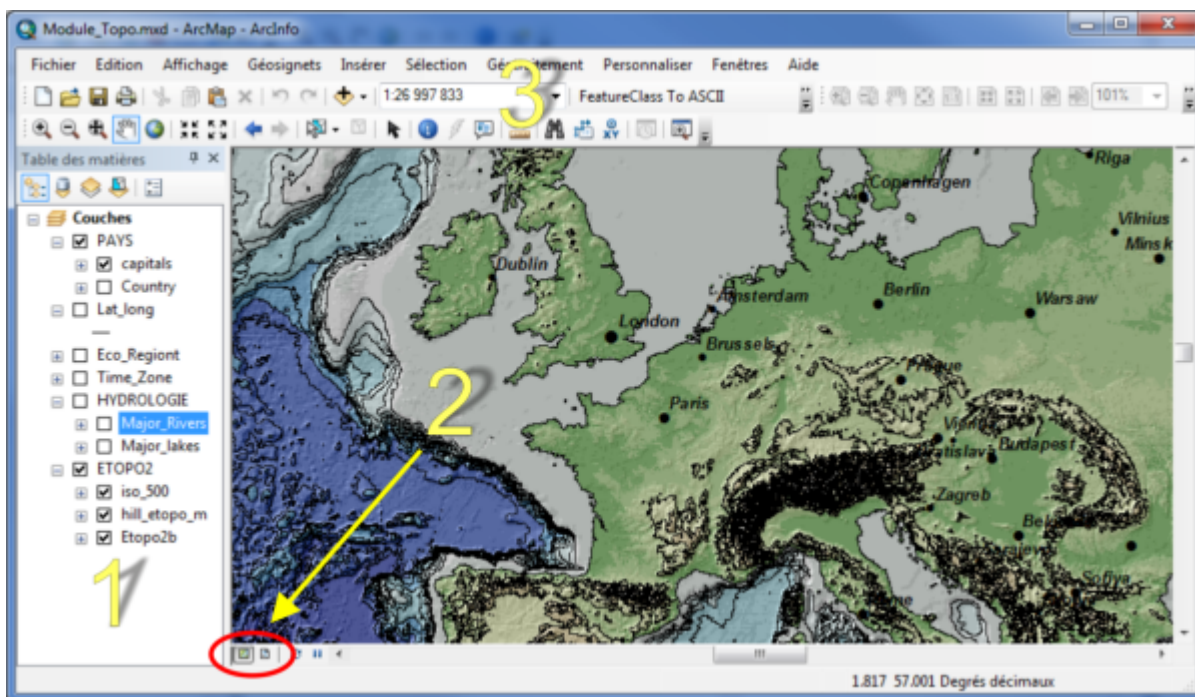 Module_Topo.mxd - ArcMap - ArcInfo
Fichier Edition Affichage Géosignets Insérer Sélection Géotraitement Personnaliser Fenêtres Aide
1:26 997 833
3
FeatureClass To ASCII
101%
Table des matières
Couches
PAYS
capitals
Country
Lat_long
Eco_Regiont
Time_Zone
HYDROLOGIE
Major_Rivers
Major_lakes
ETOPO2
iso_500
hill_etopo_m
Etopo2b
1
2
Riga
Copenhagen
Vilnius
Minsk
Dublin
Amsterdam
Berlin
Warsaw
London
Brussels
Prague
Paris
Budapest
Zagreb
Sofiya
1.817 57.001 Degrés décimaux